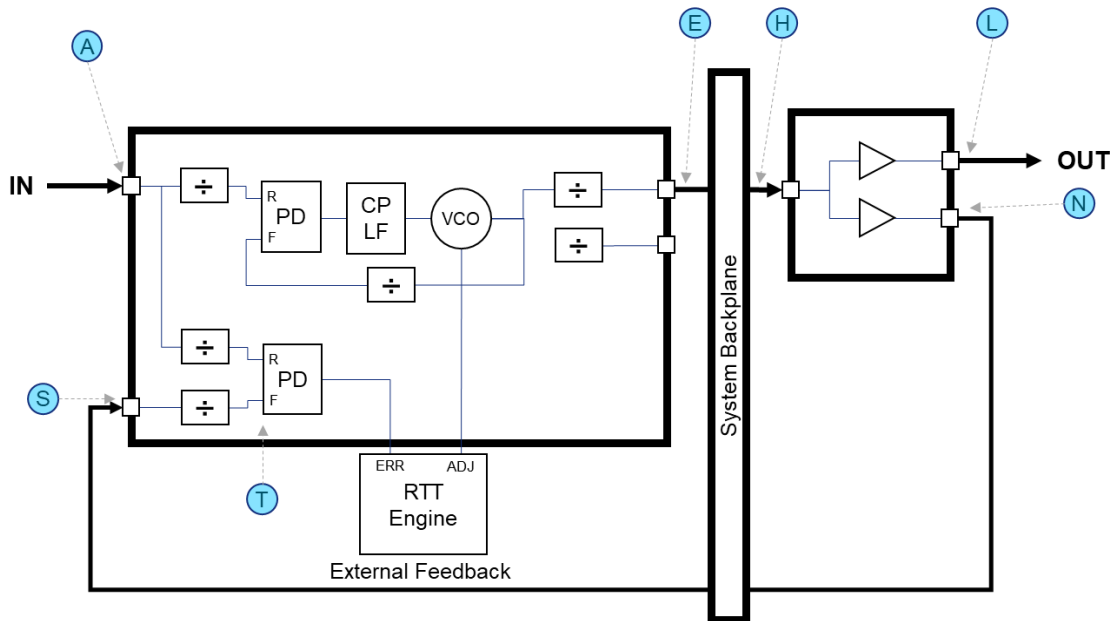 A
E
H
L
IN
÷
R
PD
F
CP
LF
VCO
÷
÷
÷
OUT
N
÷
R
PD
F
÷
S
T
ERR
ADJ
RTT
Engine
External Feedback
System Backplane